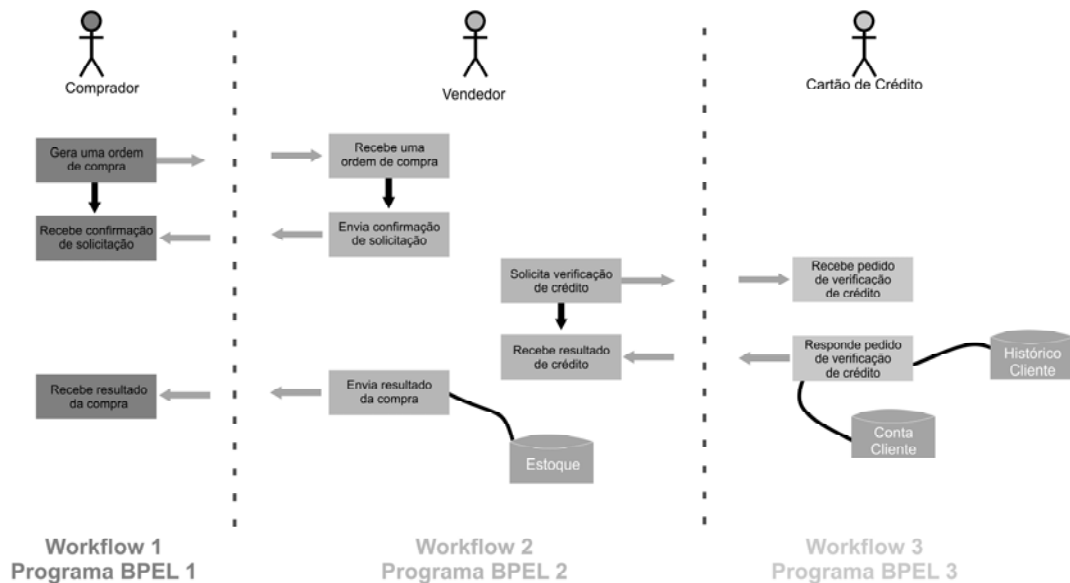 Comprador
Vendedor
Cartão de Crédito
Gera uma ordem
de compra
Recebe uma
ordem de compra
Recebe confirmação
de solicitação
Envia confirmação
de solicitação
Solicita verificação
de crédito
Recebe pedido
de verificação
de crédito
Recebe resultado
de crédito
Responde pedido
de verificação
de crédito
Histórico
Cliente
Recebe resultado
da compra
Envia resultado
da compra
Estoque
Conta
Cliente
Workflow 1
Programa BPEL 1
Workflow 2
Programa BPEL 2
Workflow 3
Programa BPEL 3